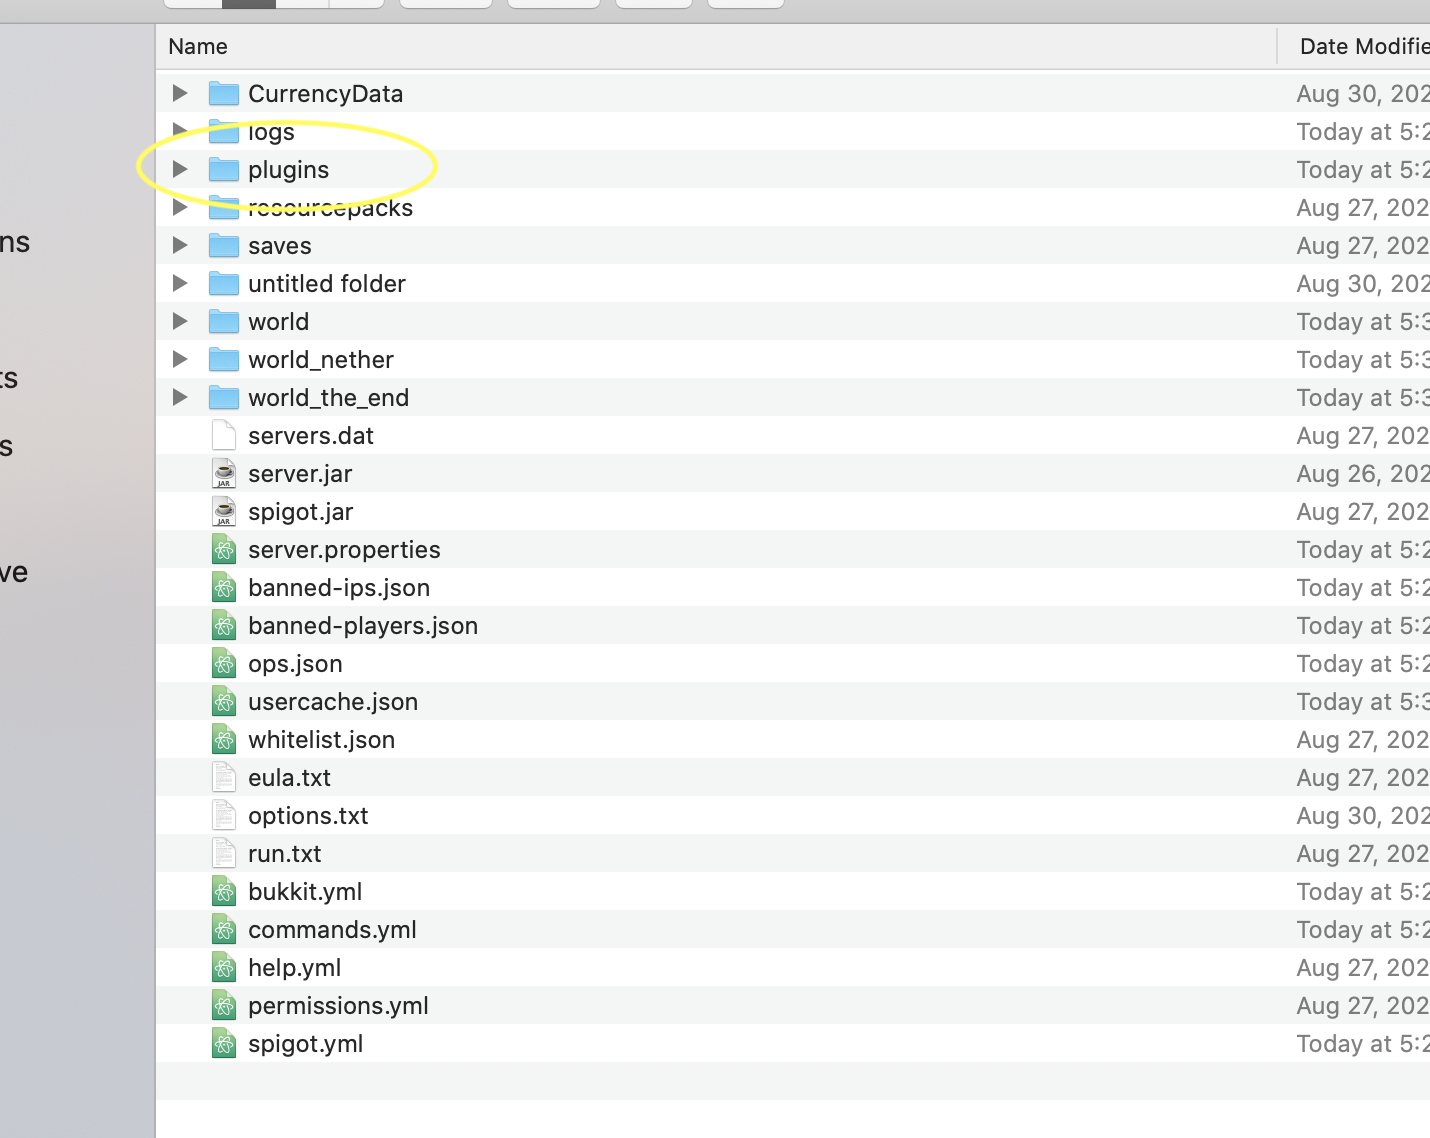 Name Date Modifie
CurrencyData Aug 30, 202
logs Today at 5:2
plugins Today at 5:2
resourcepacks Aug 27, 202
ns
saves Aug 27, 202
untitled folder Aug 30, 202
world Today at 5:3
world_nether Today at 5:3
ts
world_the_end Today at 5:3
servers.dat Aug 27, 202
s
server.jar Aug 26, 202
JAR
spigot.jar Aug 27, 202
JAR
server.properties Today at 5:2
ve
banned-ips.json Today at 5:2
banned-players.json Today at 5:2
ops.json Today at 5:2
usercache.json Today at 5:3
whitelist.json Aug 27, 202
eula.txt Aug 27, 202
options.txt Aug 30, 202
run.txt Aug 27, 202
bukkit.yml Today at 5:2
commands.yml Today at 5:2
help.yml Aug 27, 202
permissions.yml Aug 27, 202
spigot.yml Today at 5:2